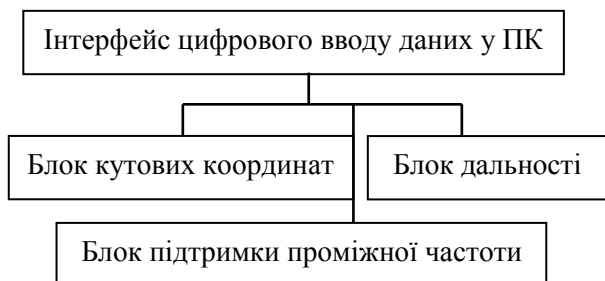 Інтерфейс цифрового вводу даних у ПК
Блок кутових координат
Блок дальності
Блок підтримки проміжної частоти